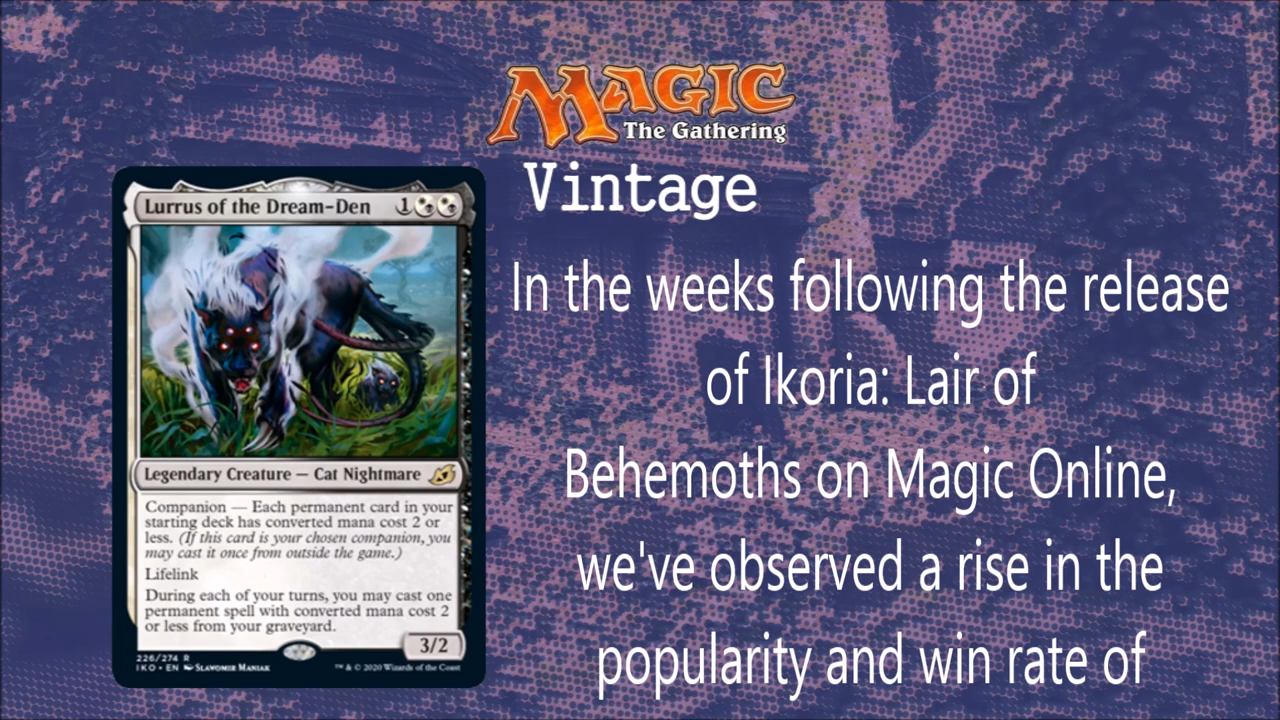 MAGIC
The Gathering
Vintage
In the weeks following the release
of Ikoria: Lair of
Behemoths on Magic Online,
we've observed a rise in the
popularity and win rate of
Lurrus of the Dream-Den 1
Legendary Creature — Cat Nightmare
Companion — Each permanent card in your
starting deck has converted mana cost 2 or
less. (If this card is your chosen companion, you
may cast it once from outside the game.)
Lifelink
During each of your turns, you may cast one
permanent spell with converted mana cost 2
or less from your graveyard.
3/2
226/274 R
IKO • EN Slawomir Maniak
™ & © 2020 Wizards of the Coast